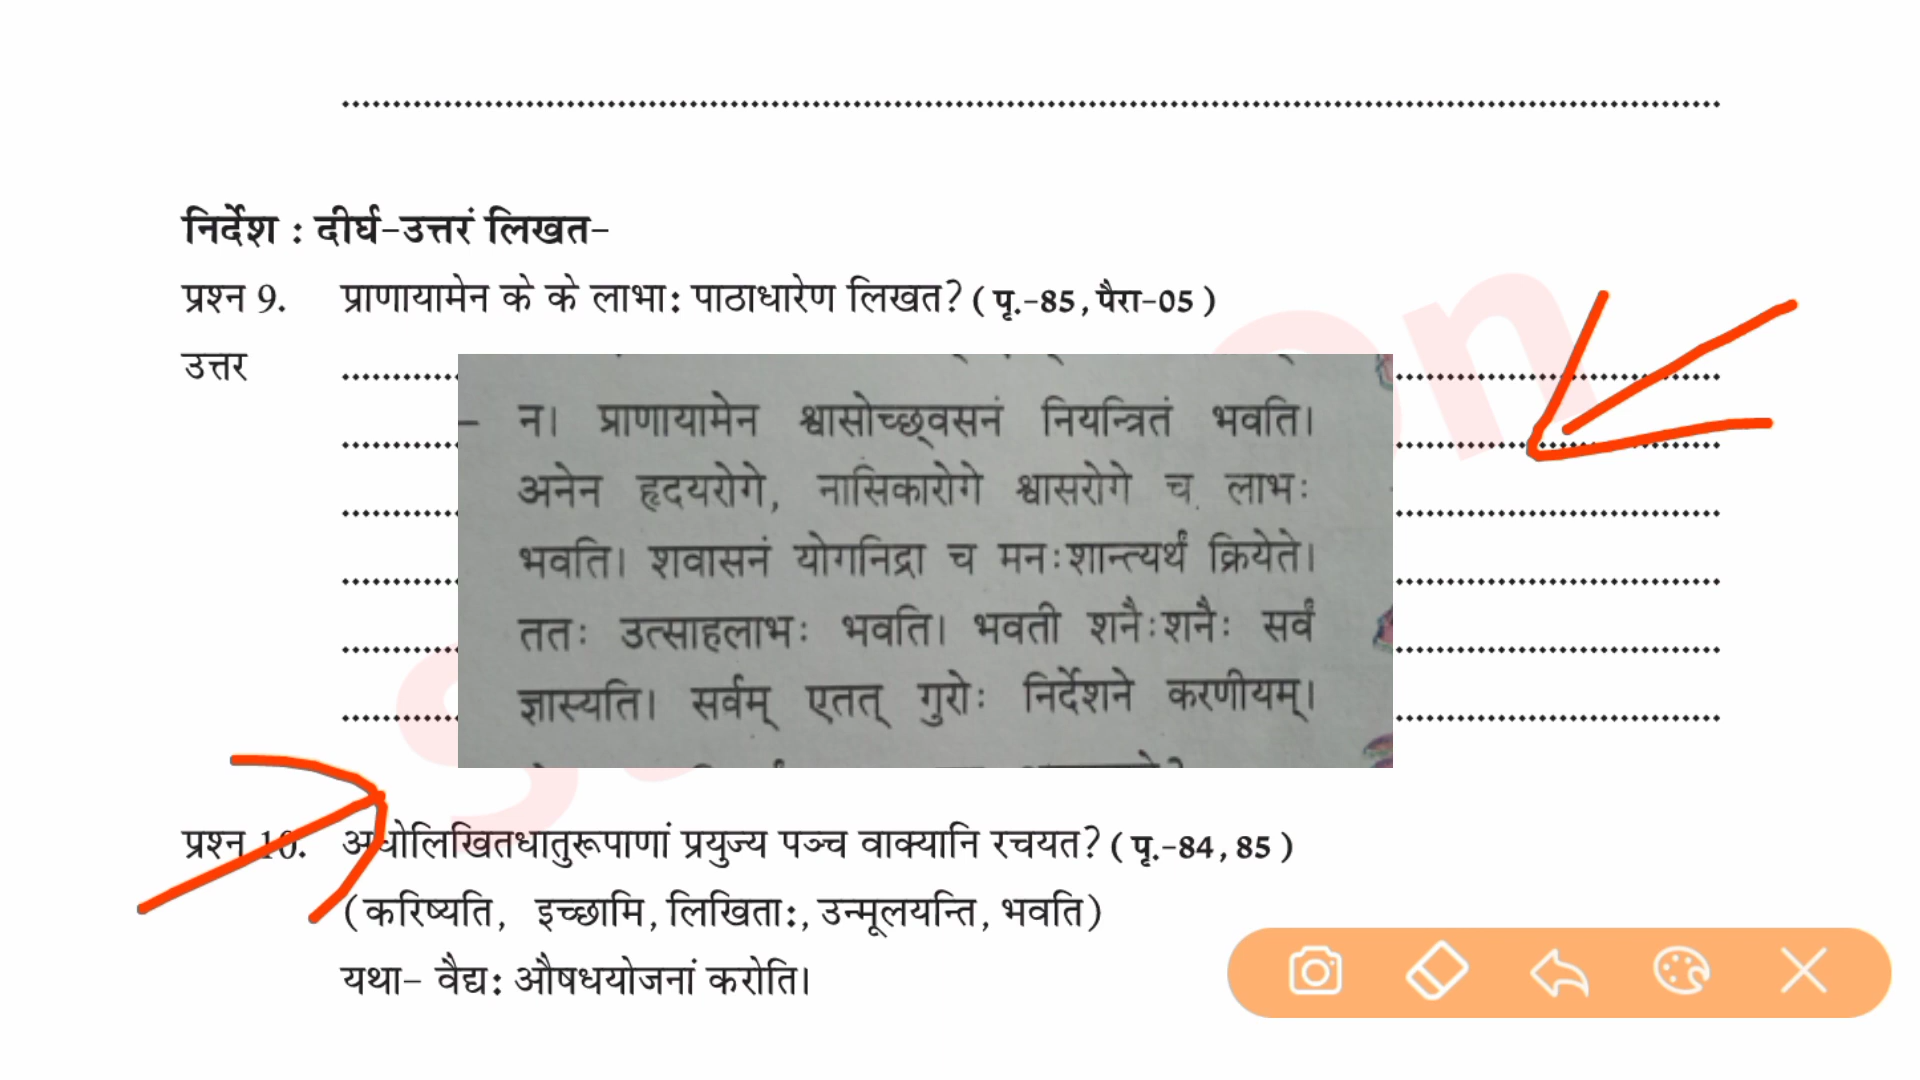 निर्देश : दीर्घ-उत्तरं लिखत-
प्रश्न 9. प्राणायामेन के के लाभाः पाठाधारेण लिखत? (पृ.-85, पैरा-05)
उत्तर
न। प्राणायामेन श्वासोच्छ्वसनं नियन्त्रितं भवति।
अनेन हृदयरोगे, नासिकारोगे श्वासरोगे च लाभः
भवति। शवासनं योगनिद्रा च मनःशान्त्यर्थं क्रियेते।
ततः उत्साहलाभः भवति। भवती शनैःशनैः सर्वं
ज्ञास्यति। सर्वम् एतत् गुरोः निर्देशने करणीयम्।
प्रश्न 10. अधोलिखितधातुरूपाणां प्रयुज्य पञ्च वाक्यानि रचयत? (पृ.-84, 85)
(करिष्यति, इच्छामि, लिखिताः, उन्मूलयन्ति, भवति)
यथा- वैद्यः औषधयोजनां करोति।